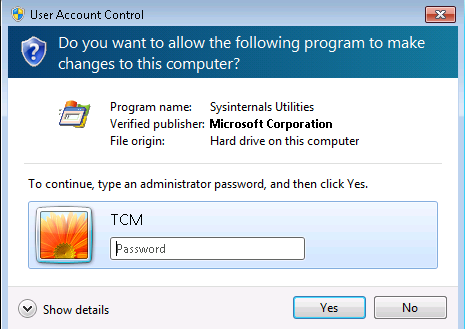 User Account Control
Do you want to allow the following program to make
changes to this computer?
Program name: Sysinternals Utilities
Verified publisher: Microsoft Corporation
File origin: Hard drive on this computer
To continue, type an administrator password, and then click Yes.
TCM
Password
Show details
Yes
No